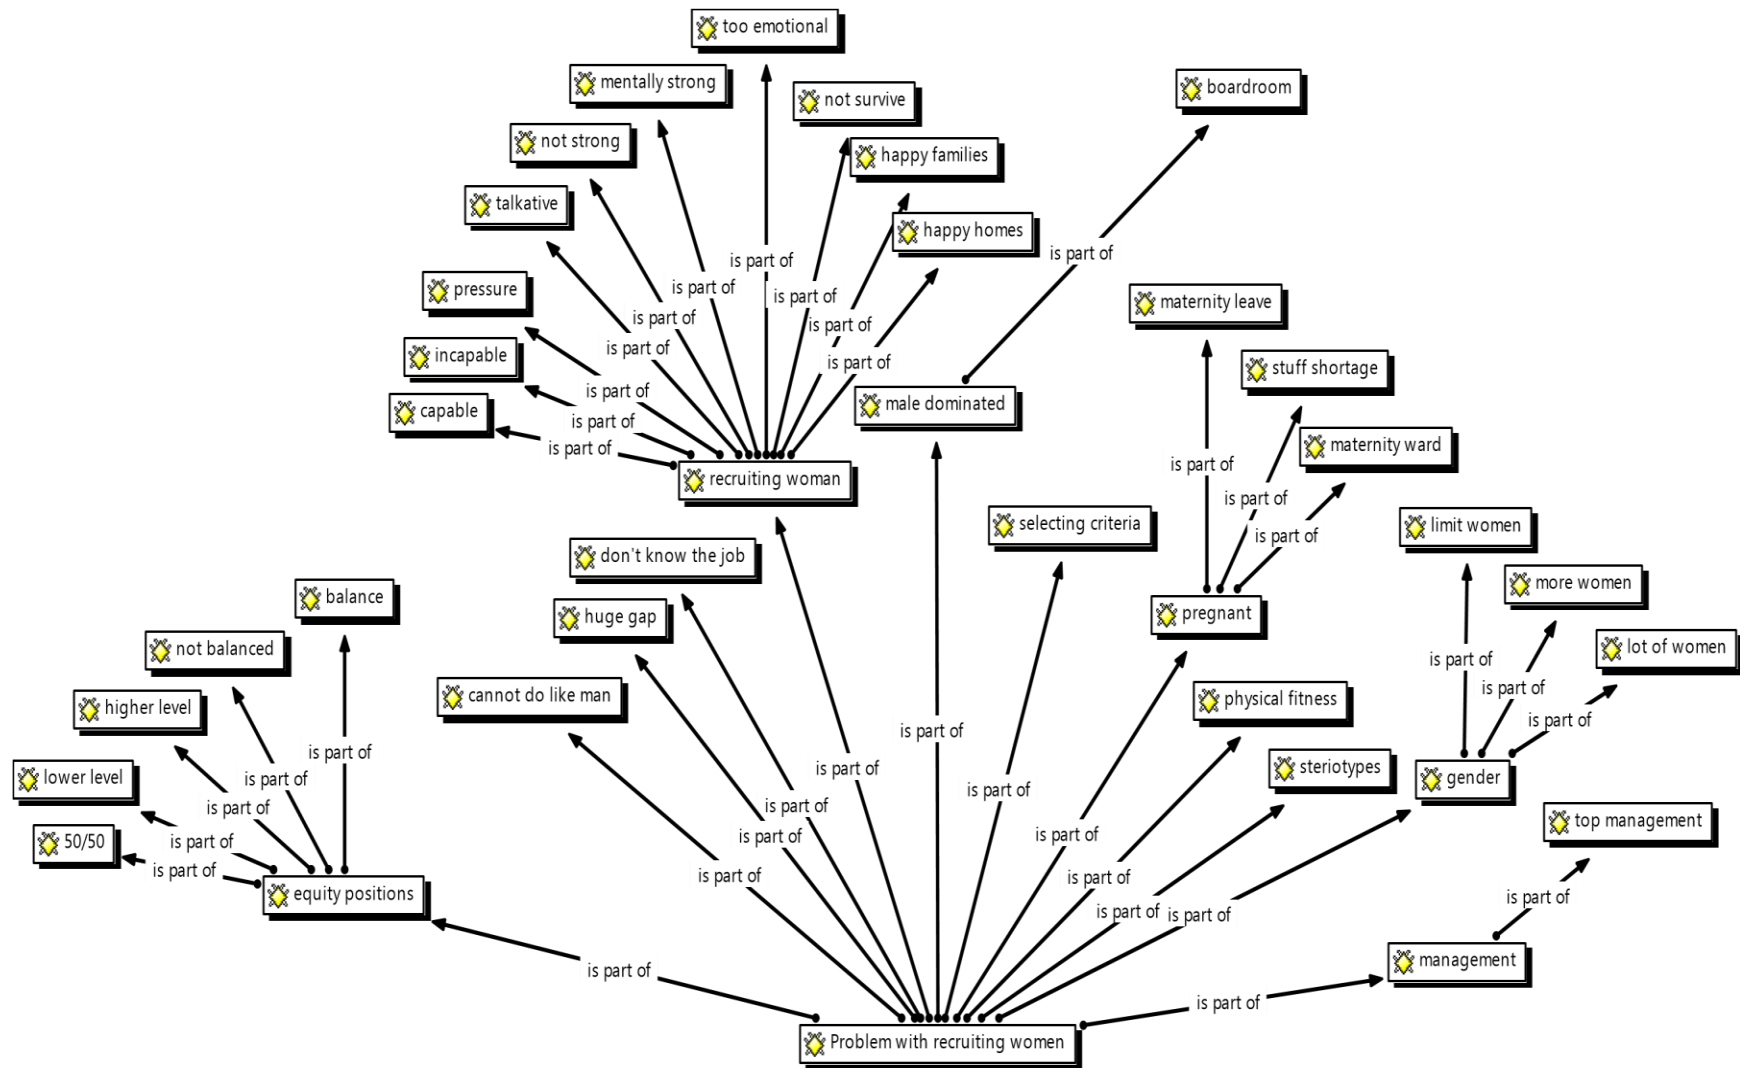 too emotional
mentally strong
boardroom
not survive
not strong
happy families
talkative
happy homes
is part of
is part of
pressure
is part of
is part of
maternity leave
is part of
is part of
is part of
incapable
is part of
stuff shortage
is part of
capable
male dominated
is part of
is part of
maternity ward
is part of
recruiting woman
is part of
selecting criteria
limit women
is part of
don't know the job
more women
balance
huge gap
pregnant
not balanced
lot of women
is part of
cannot do like man
is part of
physical fitness
higher level
is part of
is part of
is part of
steriotypes
lower level
is part of
gender
is part of
is part of
is part of
is part of
top management
50/50
is part of
is part of
is part of
is part of
is part of
is part of
equity positions
is part of
is part of
is part of
management
is part of
is part of
Problem with recruiting women